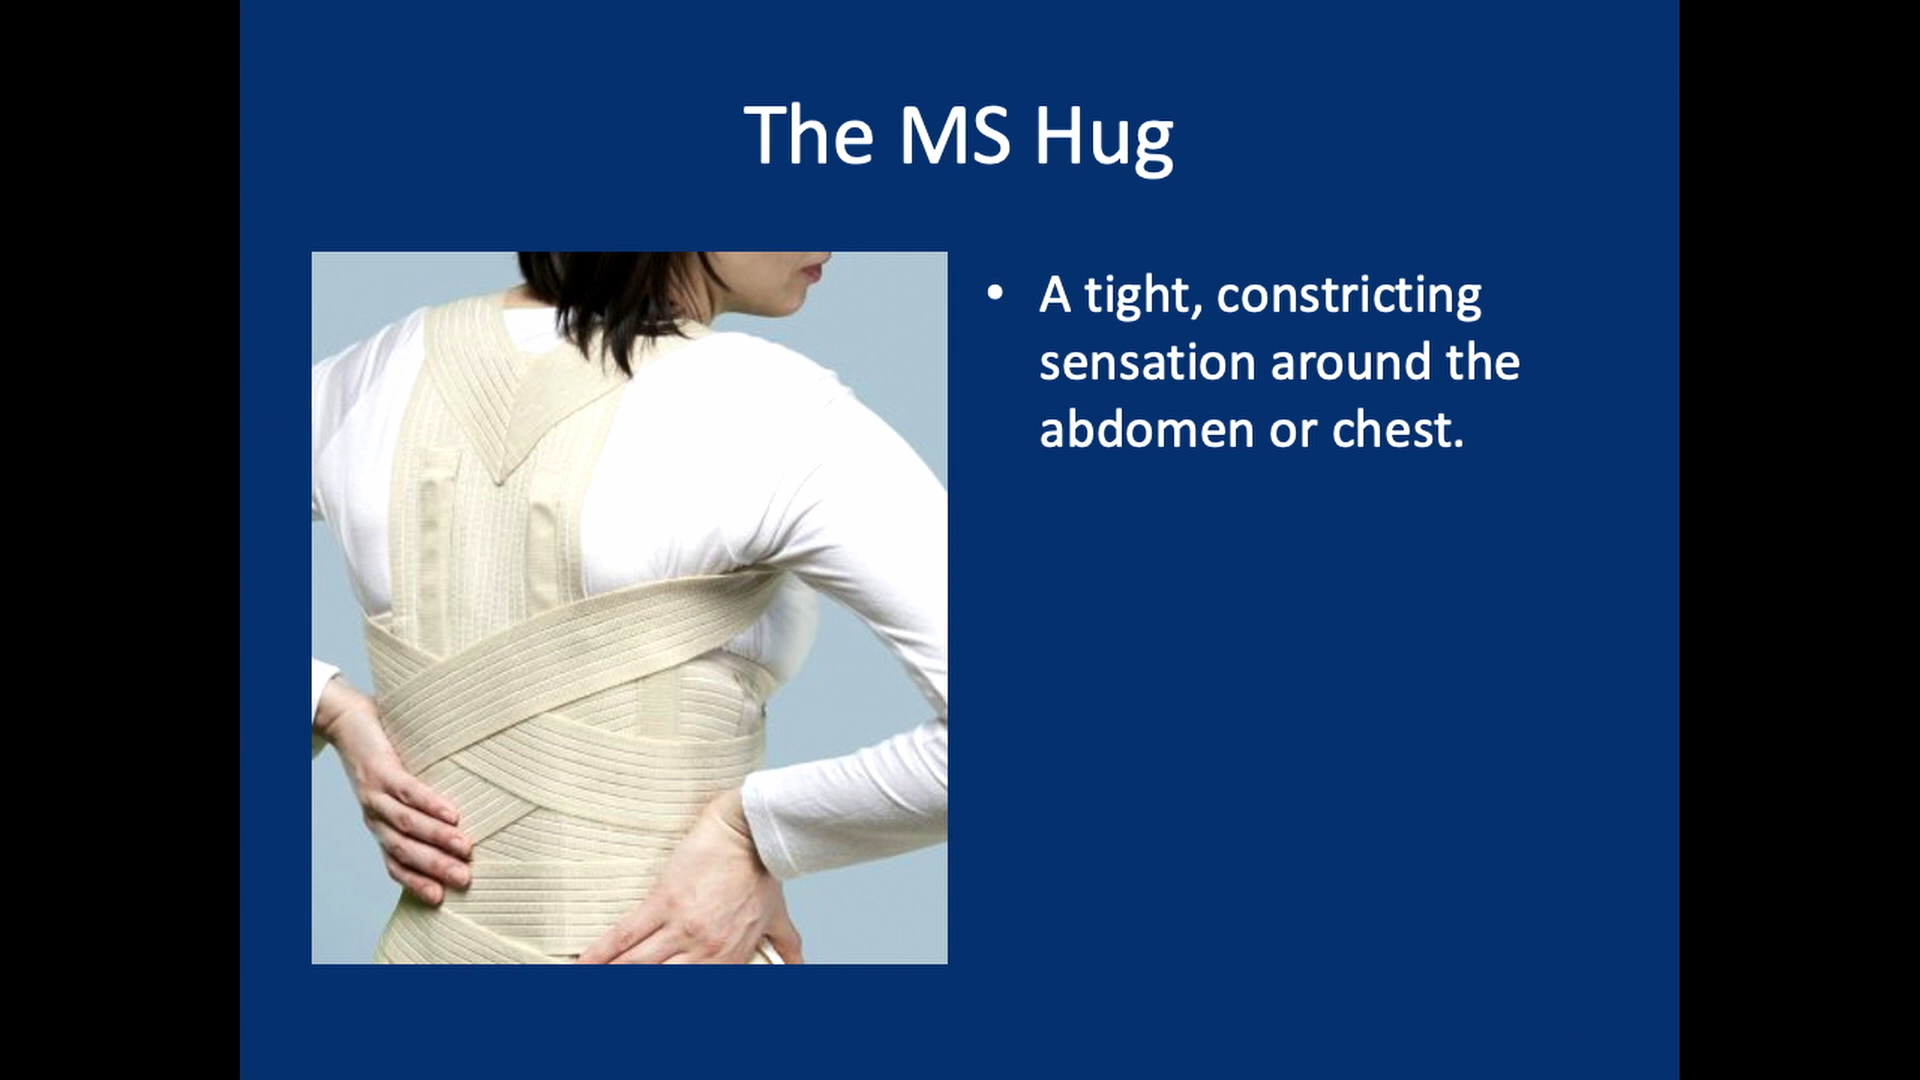 The MS Hug
• A tight, constricting
sensation around the
abdomen or chest.